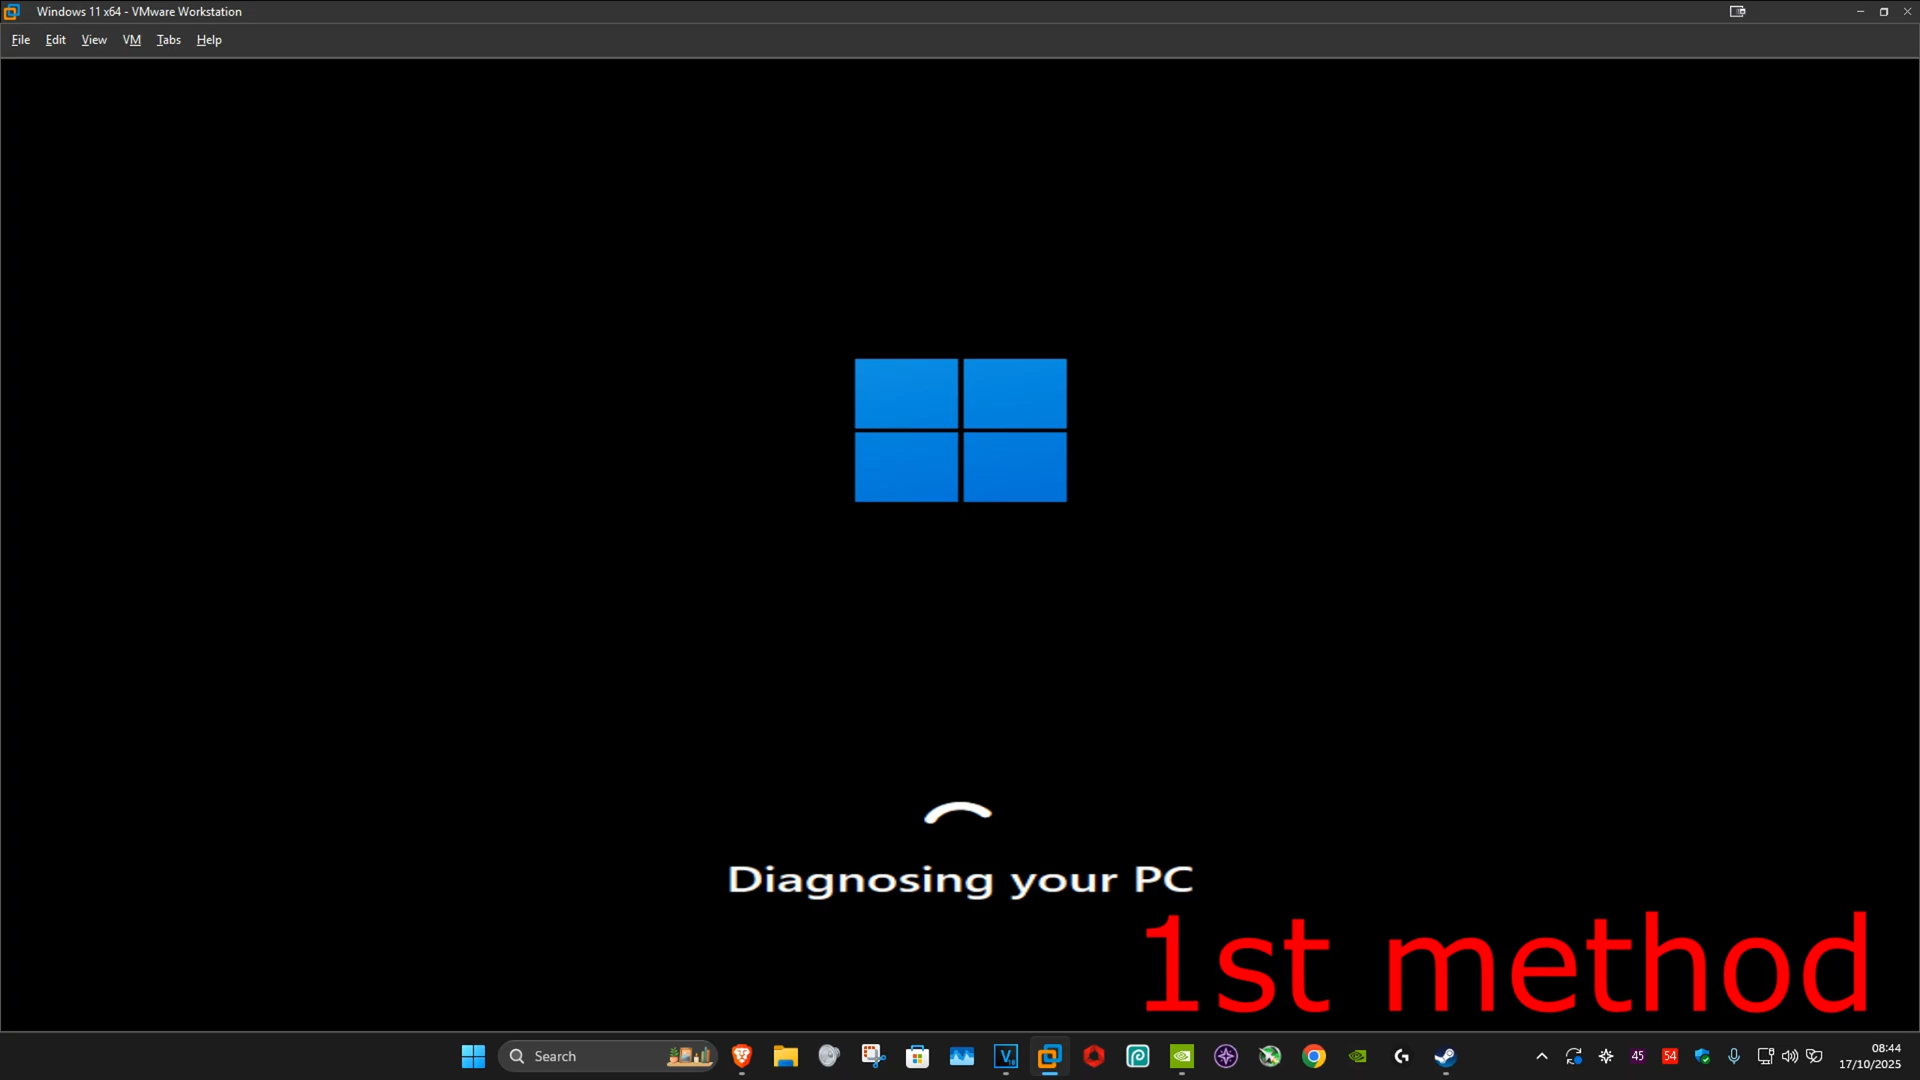 Windows 11 x64 - VMware Workstation
File Edit View VM Tabs Help
Diagnosing your PC
1st method
Search
45
54
08:44
17/10/2025